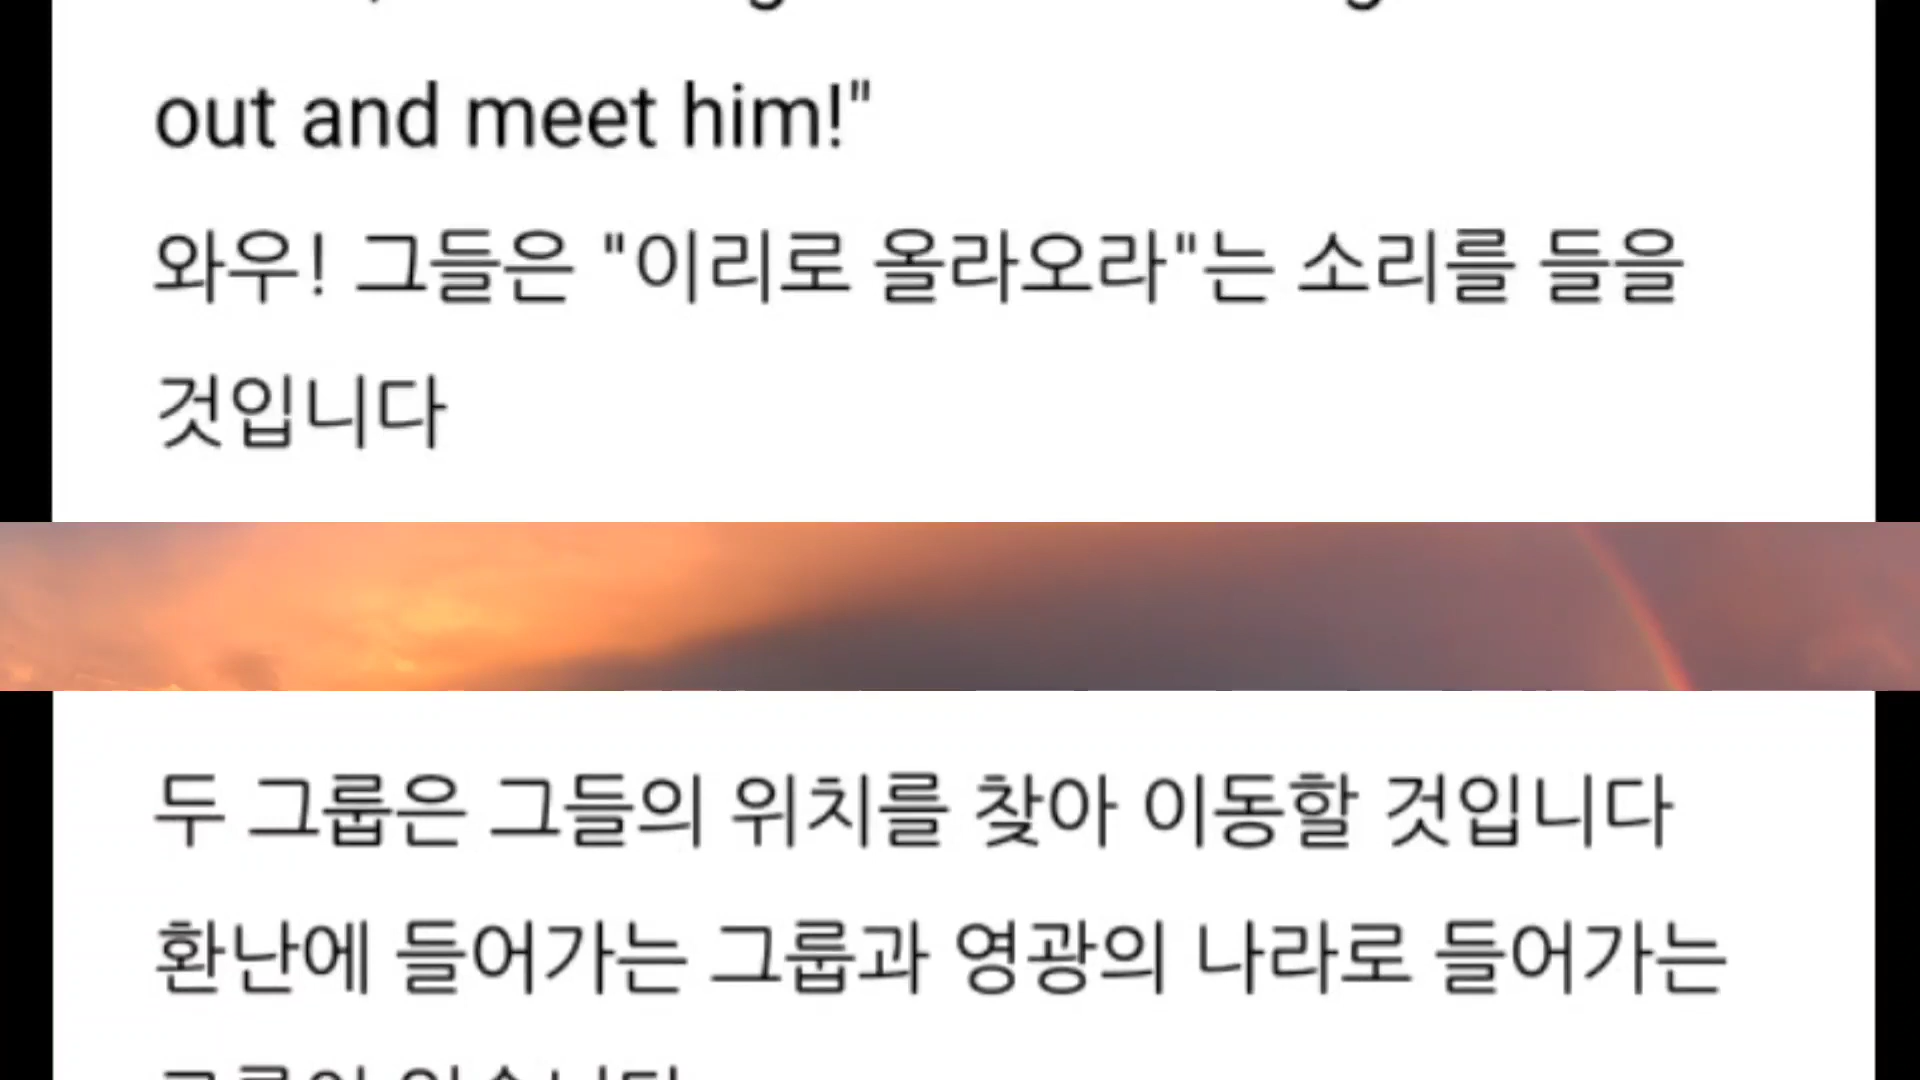 out and meet him!"
와우! 그들은 "이리로 올라오라"는 소리를 들을
것입니다
두 그룹은 그들의 위치를 찾아 이동할 것입니다
환난에 들어가는 그룹과 영광의 나라로 들어가는